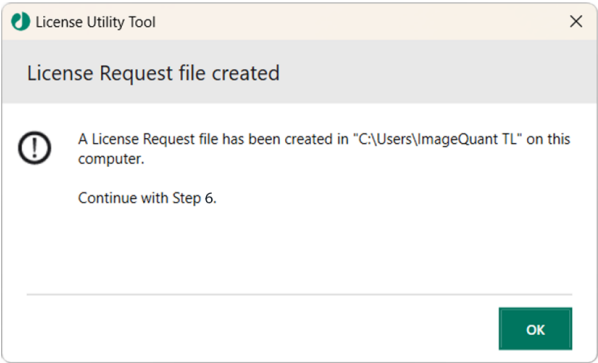 License Utility Tool
License Request file created
A License Request file has been created in "C:\Users\ImageQuant TL" on this
computer.
Continue with Step 6.
OK